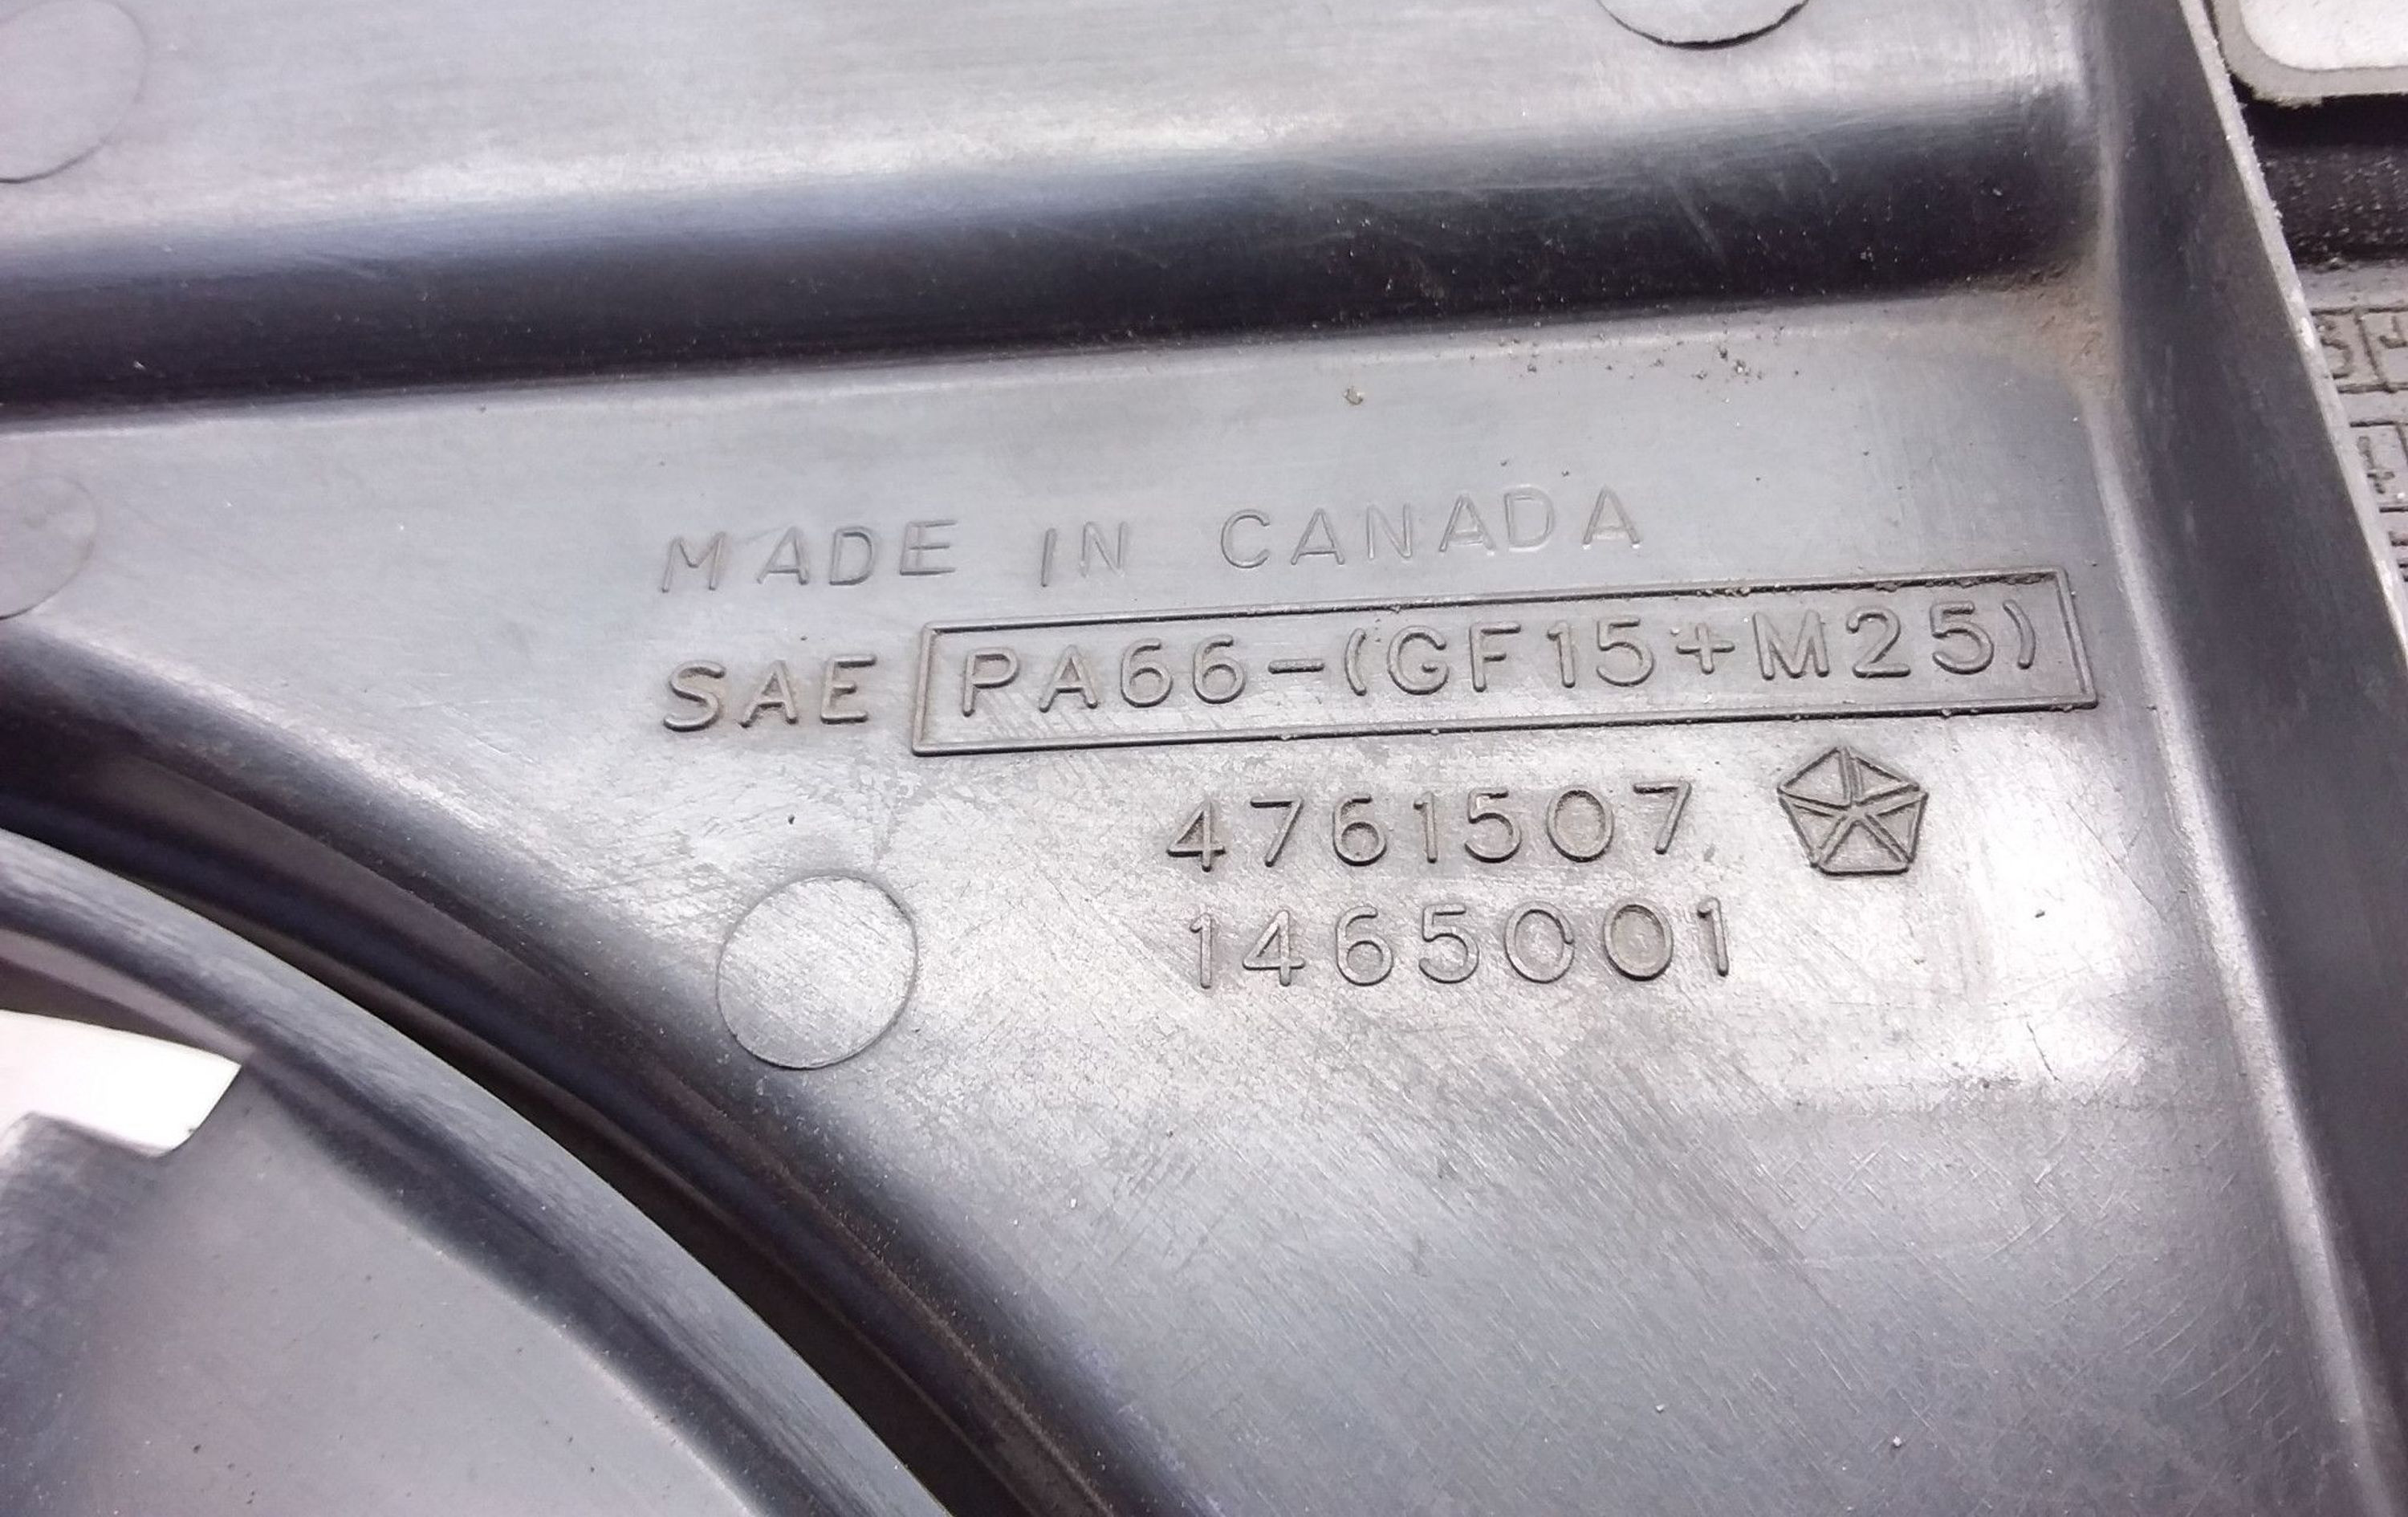 MADE IN CANADA
SAE PA66-(GF15+M25)
4761507
1465001